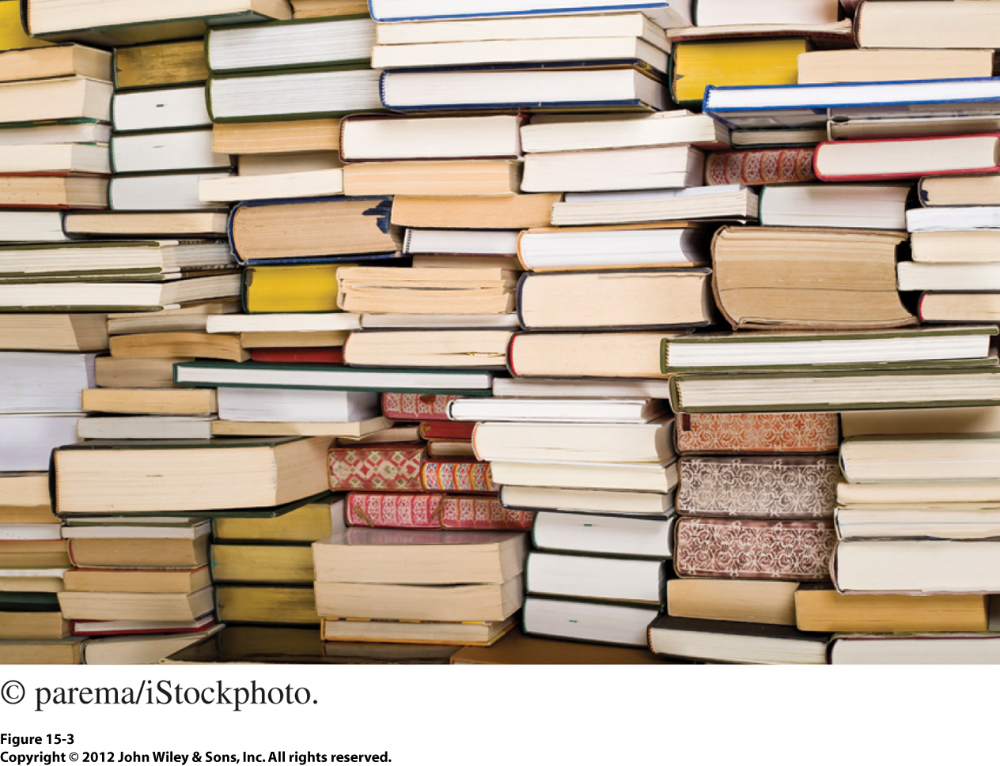 © parema/iStockphoto.
Figure 15-3
Copyright © 2012 John Wiley & Sons, Inc. All rights reserved.